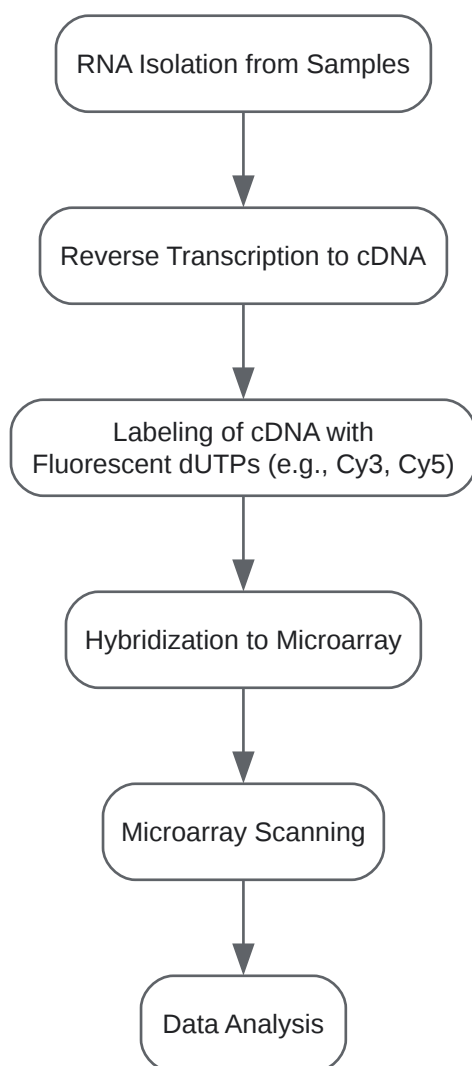 RNA Isolation from Samples
Reverse Transcription to cDNA
Labeling of cDNA with
Fluorescent dUTPs (e.g., Cy3, Cy5)
Hybridization to Microarray
Microarray Scanning
Data Analysis